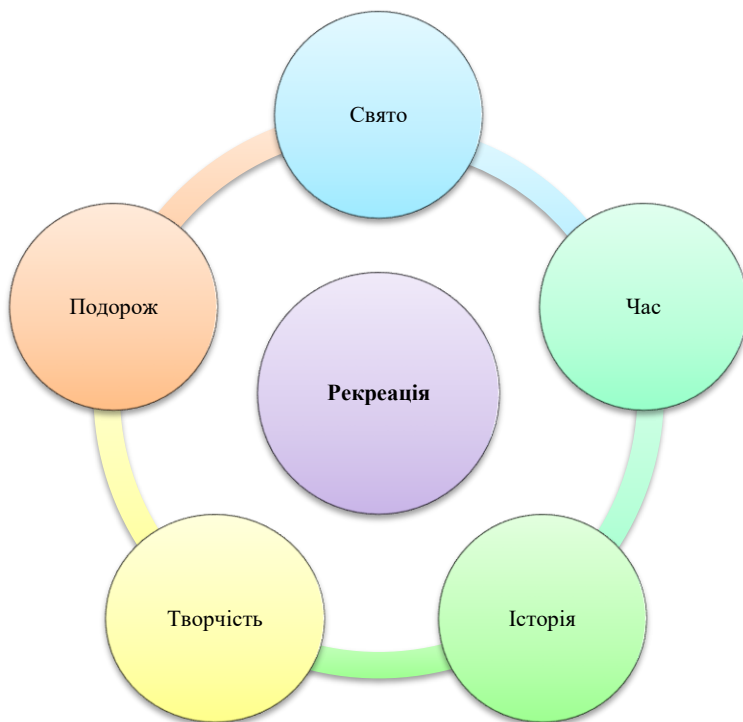 Свято
Подорож
Час
Рекреація
Творчість
Історія